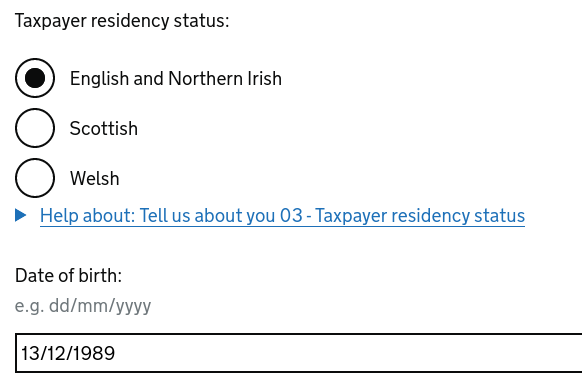 Taxpayer residency status:
English and Northern Irish
Scottish
Welsh
Help about: Tell us about you 03 - Taxpayer residency status
Date of birth:
e.g. dd/mm/yyyy
13/12/1989